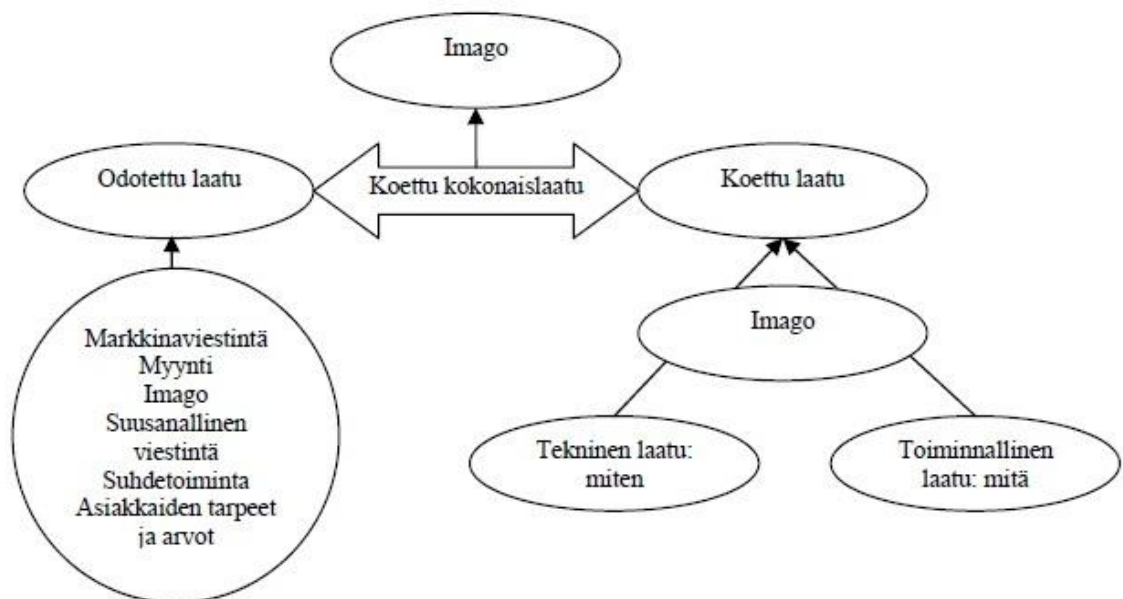 Imago
Odotettu laatu
Koettu kokonaislaatu
Koettu laatu
Markkinaviestintä
Myynti
Imago
Suusanallinen
viestintä
Suhdetoiminta
Asiakkaiden tarpeet
ja arvot
Imago
Tekninen laatu:
miten
Toiminnallinen
laatu: mitä